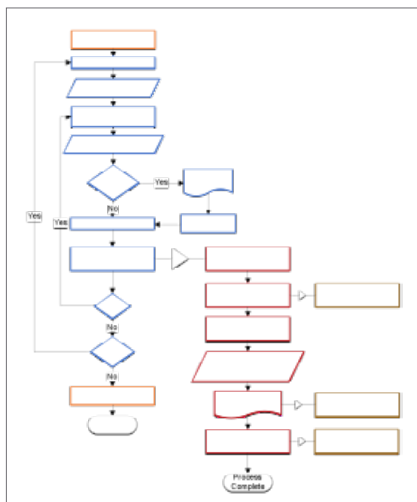 Yes
No
Yes
Yes
No
No
Process
Complete